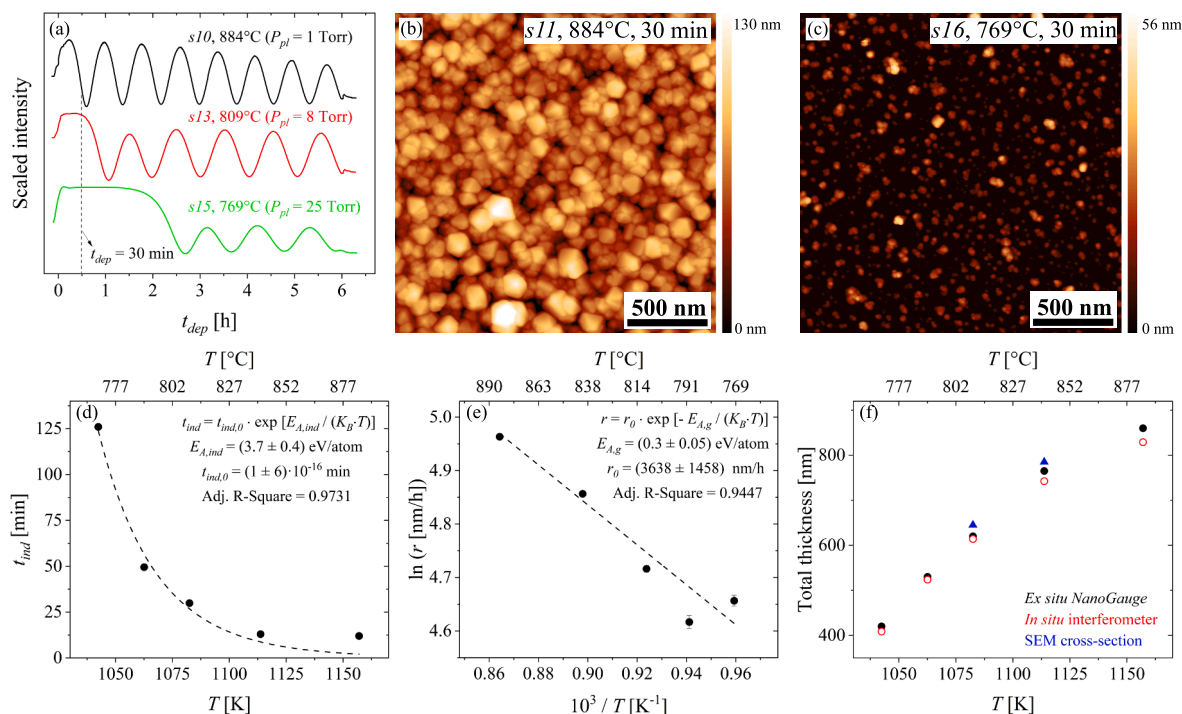 (a)
s10, 884°C (Ppl = 1 Torr)
s13, 809°C (Ppl = 8 Torr)
s15, 769°C (Ppl = 25 Torr)
tdep = 30 min
Scaled intensity
0 1 2 3 4 5 6
tdep [h]
(b)
s11, 884°C, 30 min
500 nm
130 nm
0 nm
(c)
s16, 769°C, 30 min
500 nm
56 nm
0 nm
T [°C]
777 802 827 852 877
(d)
tind = tind,0 · exp [EA,ind / (KB·T)]
EA,ind = (3.7 ± 0.4) eV/atom
tind,0 = (1 ± 6)·10-16 min
Adj. R-Square = 0.9731
tind [min]
125
100
75
50
25
0
1050 1075 1100 1125 1150
T [K]
T [°C]
890 863 838 814 791 769
(e)
r = r0 · exp [- EA,g / (KB·T)]
EA,g = (0.3 ± 0.05) eV/atom
r0 = (3638 ± 1458) nm/h
Adj. R-Square = 0.9447
ln (r [nm/h])
5.0
4.9
4.8
4.7
4.6
0.86 0.88 0.90 0.92 0.94 0.96
10³ / T [K-1]
T [°C]
777 802 827 852 877
(f)
Total thickness [nm]
800
600
400
Ex situ NanoGauge
In situ interferometer
SEM cross-section
1050 1080 1110 1140
T [K]